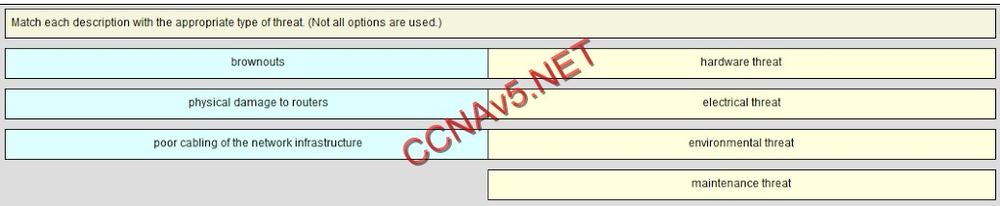 Match each description with the appropriate type of threat. (Not all options are used.)
brownouts
hardware threat
physical damage to routers
electrical threat
poor cabling of the network infrastructure
environmental threat
maintenance threat
CCNAv5.NET